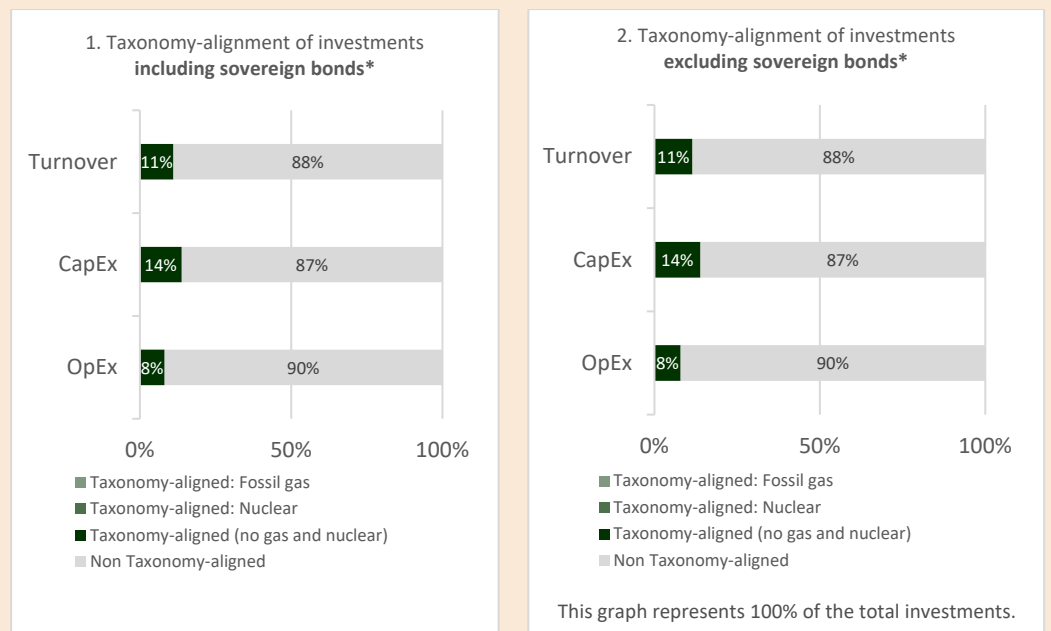 1. Taxonomy-alignment of investments
including sovereign bonds*
Turnover
11%
88%
CapEx
14%
87%
OpEx
8%
90%
0%
50%
100%
Taxonomy-aligned: Fossil gas
Taxonomy-aligned: Nuclear
Taxonomy-aligned (no gas and nuclear)
Non Taxonomy-aligned
2. Taxonomy-alignment of investments
excluding sovereign bonds*
Turnover
11%
88%
CapEx
14%
87%
OpEx
8%
90%
0%
50%
100%
Taxonomy-aligned: Fossil gas
Taxonomy-aligned: Nuclear
Taxonomy-aligned (no gas and nuclear)
Non Taxonomy-aligned
This graph represents 100% of the total investments.